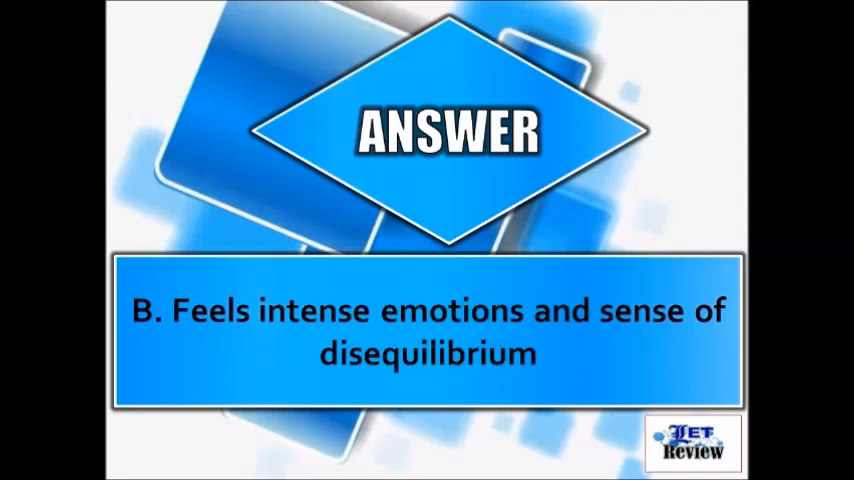 ANSWER
B. Feels intense emotions and sense of
disequilibrium
LET
Review